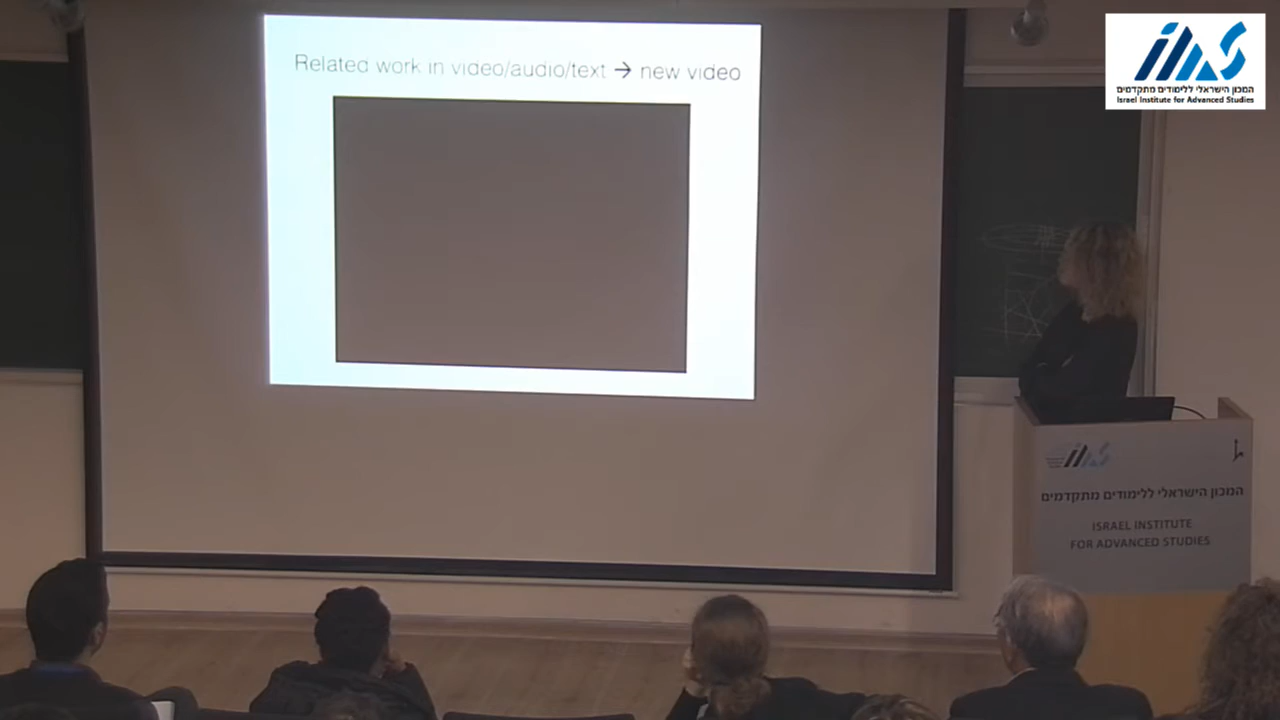 Related work in video/audio/text → new video
המכון הישראלי ללימודים מתקדמים
Israel Institute for Advanced Studies
המכון הישראלי ללימודים מתקדמים
ISRAEL INSTITUTE
FOR ADVANCED STUDIES